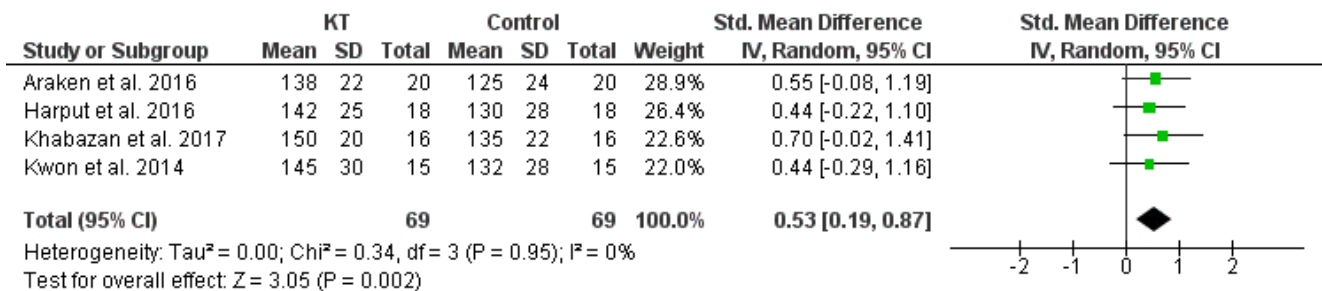 KT Control Std. Mean Difference Std. Mean Difference
Study or Subgroup Mean SD Total Mean SD Total Weight IV, Random, 95% CI IV, Random, 95% CI
Araken et al. 2016 138 22 20 125 24 20 28.9% 0.55 [-0.08, 1.19]
Harput et al. 2016 142 25 18 130 28 18 26.4% 0.44 [-0.22, 1.10]
Khabazan et al. 2017 150 20 16 135 22 16 22.6% 0.70 [-0.02, 1.41]
Kwon et al. 2014 145 30 15 132 28 15 22.0% 0.44 [-0.29, 1.16]
Total (95% CI) 69 69 100.0% 0.53 [0.19, 0.87]
Heterogeneity: Tau² = 0.00; Chi² = 0.34, df = 3 (P = 0.95); I² = 0%
Test for overall effect: Z = 3.05 (P = 0.002)
-2 -1 0 1 2